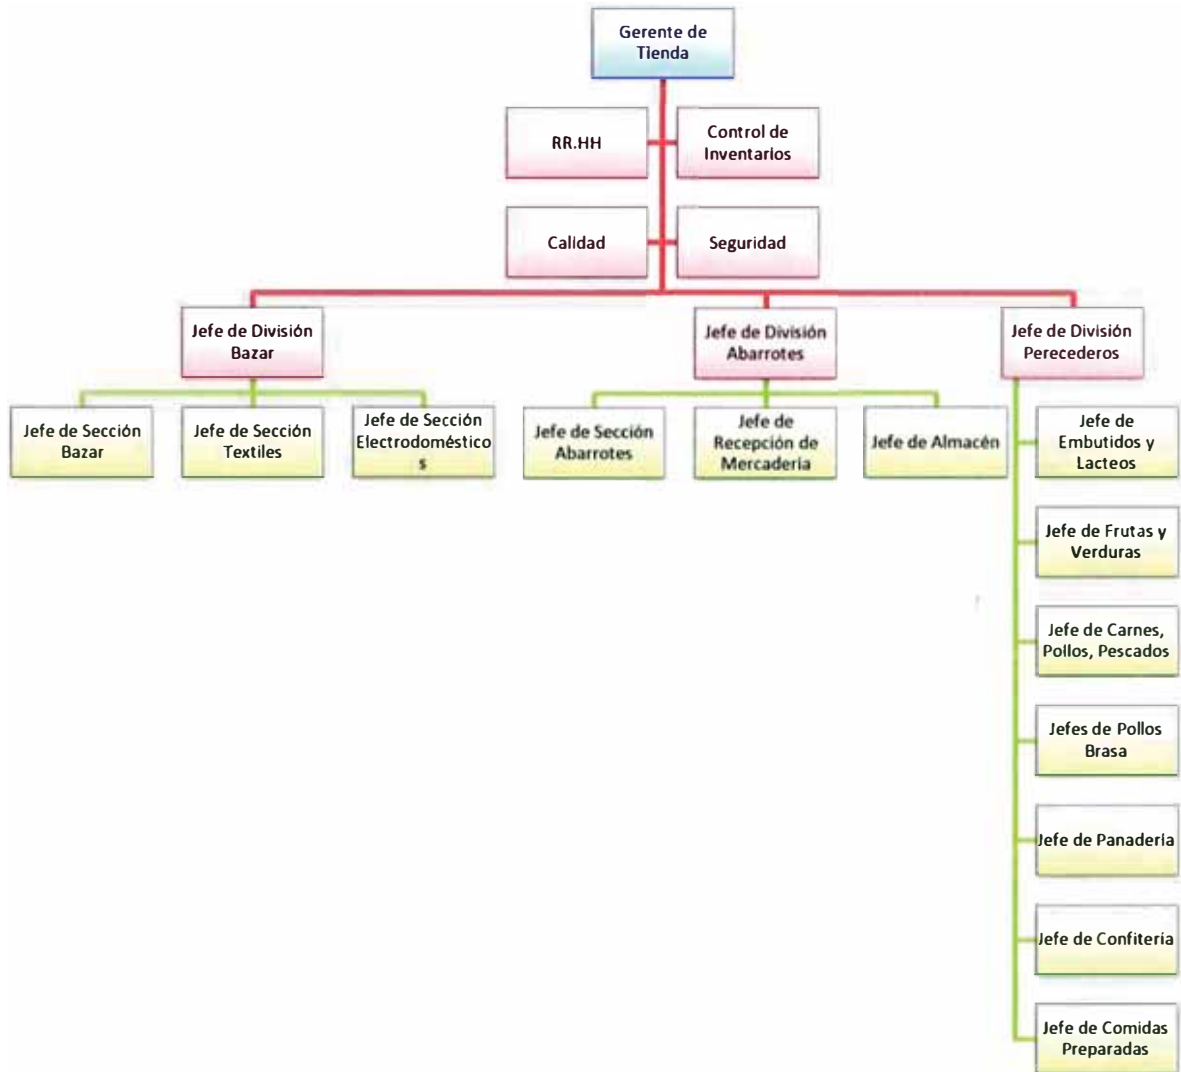 Gerente de
Tienda
RR.HH
Control de
Inventarios
Calidad
Seguridad
Jefe de División
Bazar
Jefe de División
Abarrotes
Jefe de División
Perecederos
Jefe de Sección
Bazar
Jefe de Sección
Textiles
Jefe de Sección
Electrodoméstico
s
Jefe de Sección
Abarrotes
Jefe de
Recepción de
Mercadería
Jefe de Almacén
Jefe de
Embutidos y
Lacteos
Jefe de Frutas y
Verduras
Jefe de Carnes,
Pollos, Pescados
Jefes de Pollos
Brasa
Jefe de Panadería
Jefe de Confitería
Jefe de Comidas
Preparadas